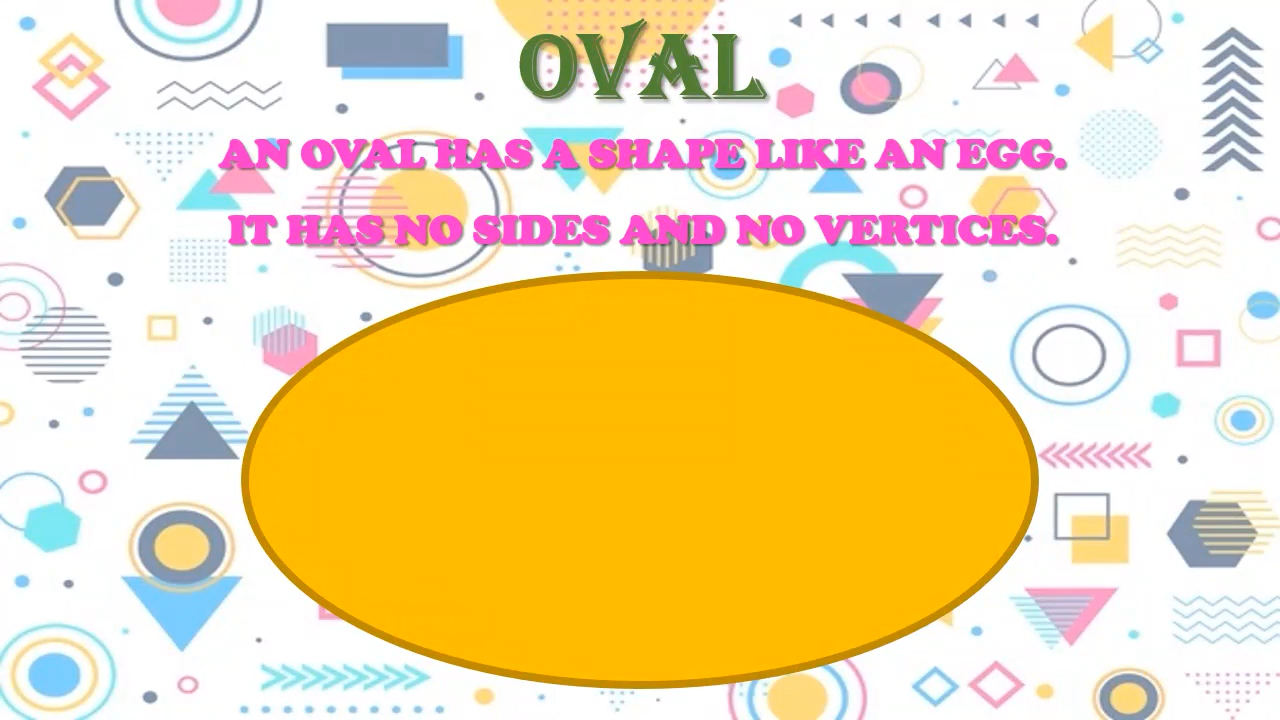 OVAL
AN OVAL HAS A SHAPE LIKE AN EGG.
IT HAS NO SIDES AND NO VERTICES.